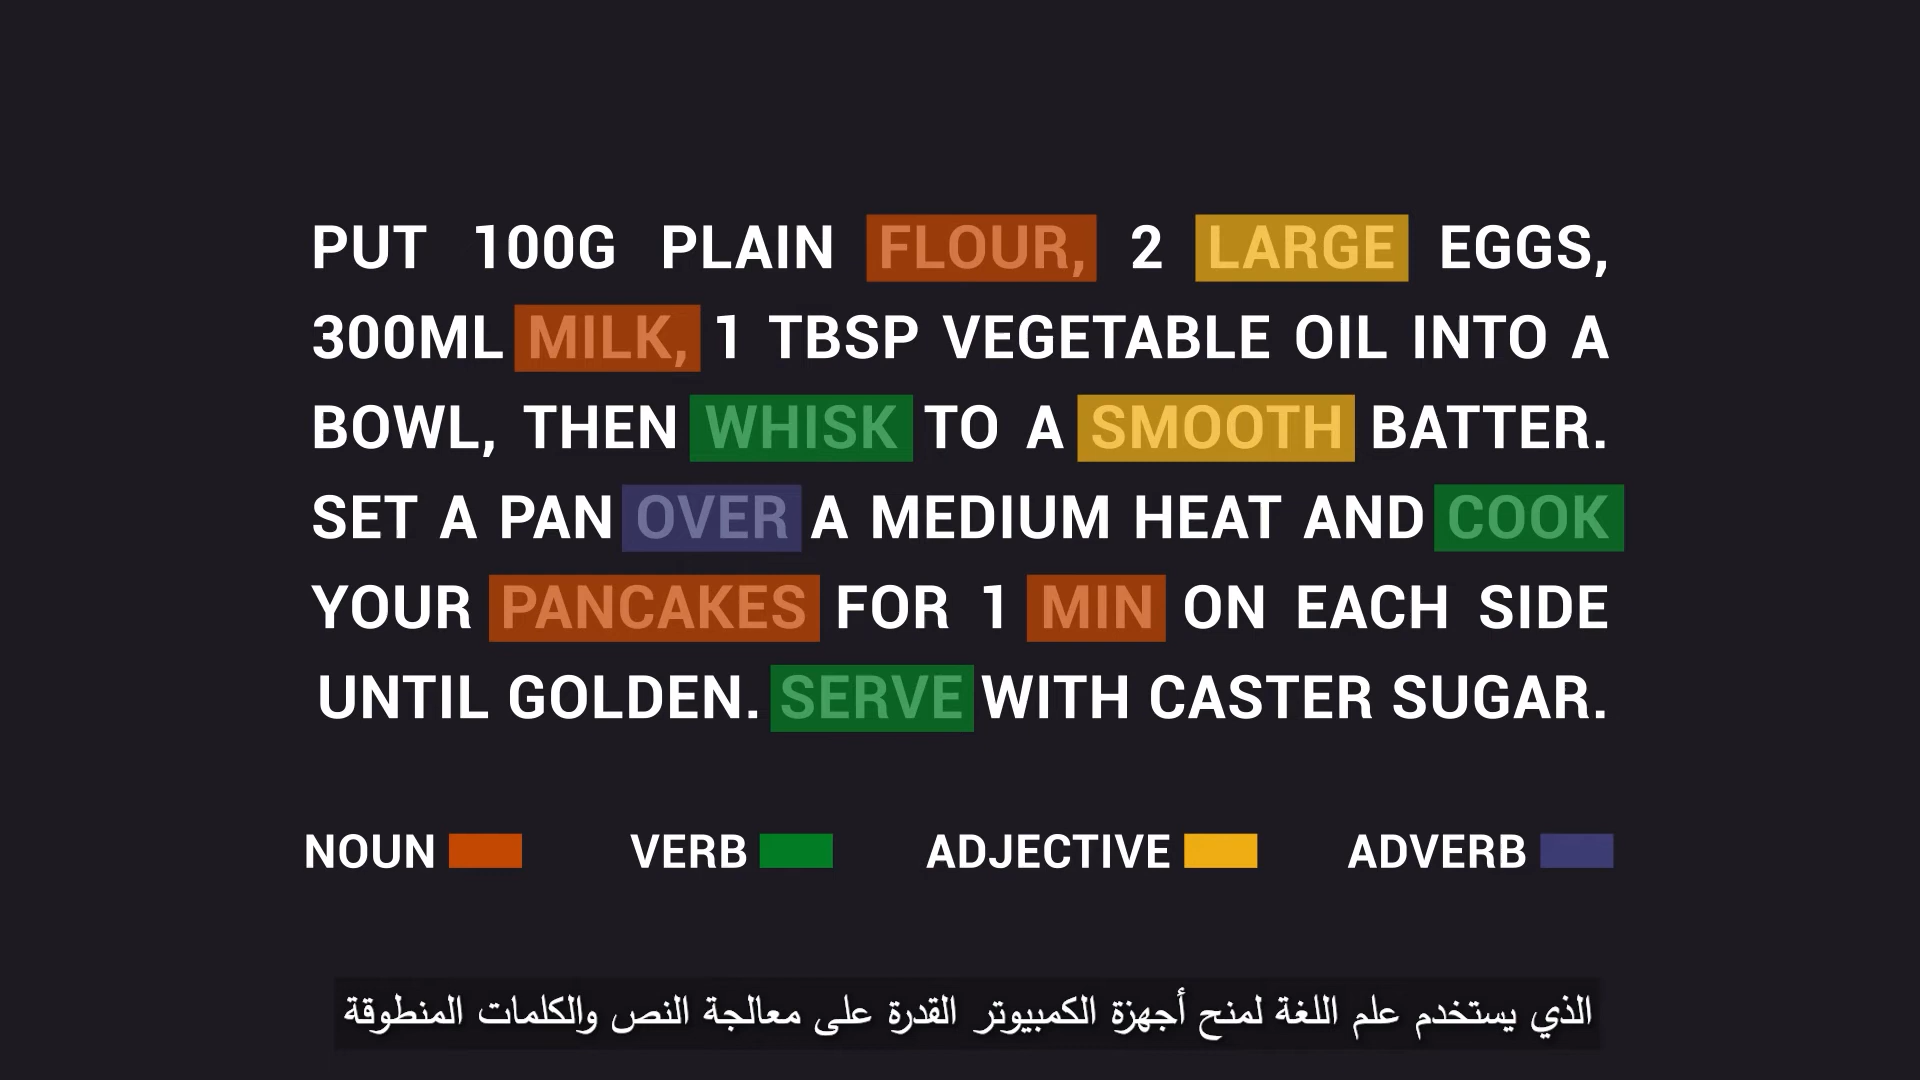 PUT 100G PLAIN FLOUR, 2 LARGE EGGS,
300ML MILK, 1 TBSP VEGETABLE OIL INTO A
BOWL, THEN WHISK TO A SMOOTH BATTER.
SET A PAN OVER A MEDIUM HEAT AND COOK
YOUR PANCAKES FOR 1 MIN ON EACH SIDE
UNTIL GOLDEN. SERVE WITH CASTER SUGAR.
NOUN VERB ADJECTIVE ADVERB
الذي يستخدم علم اللغة لمنح أجهزة الكمبيوتر القدرة على معالجة النص والكلمات المنطوقة